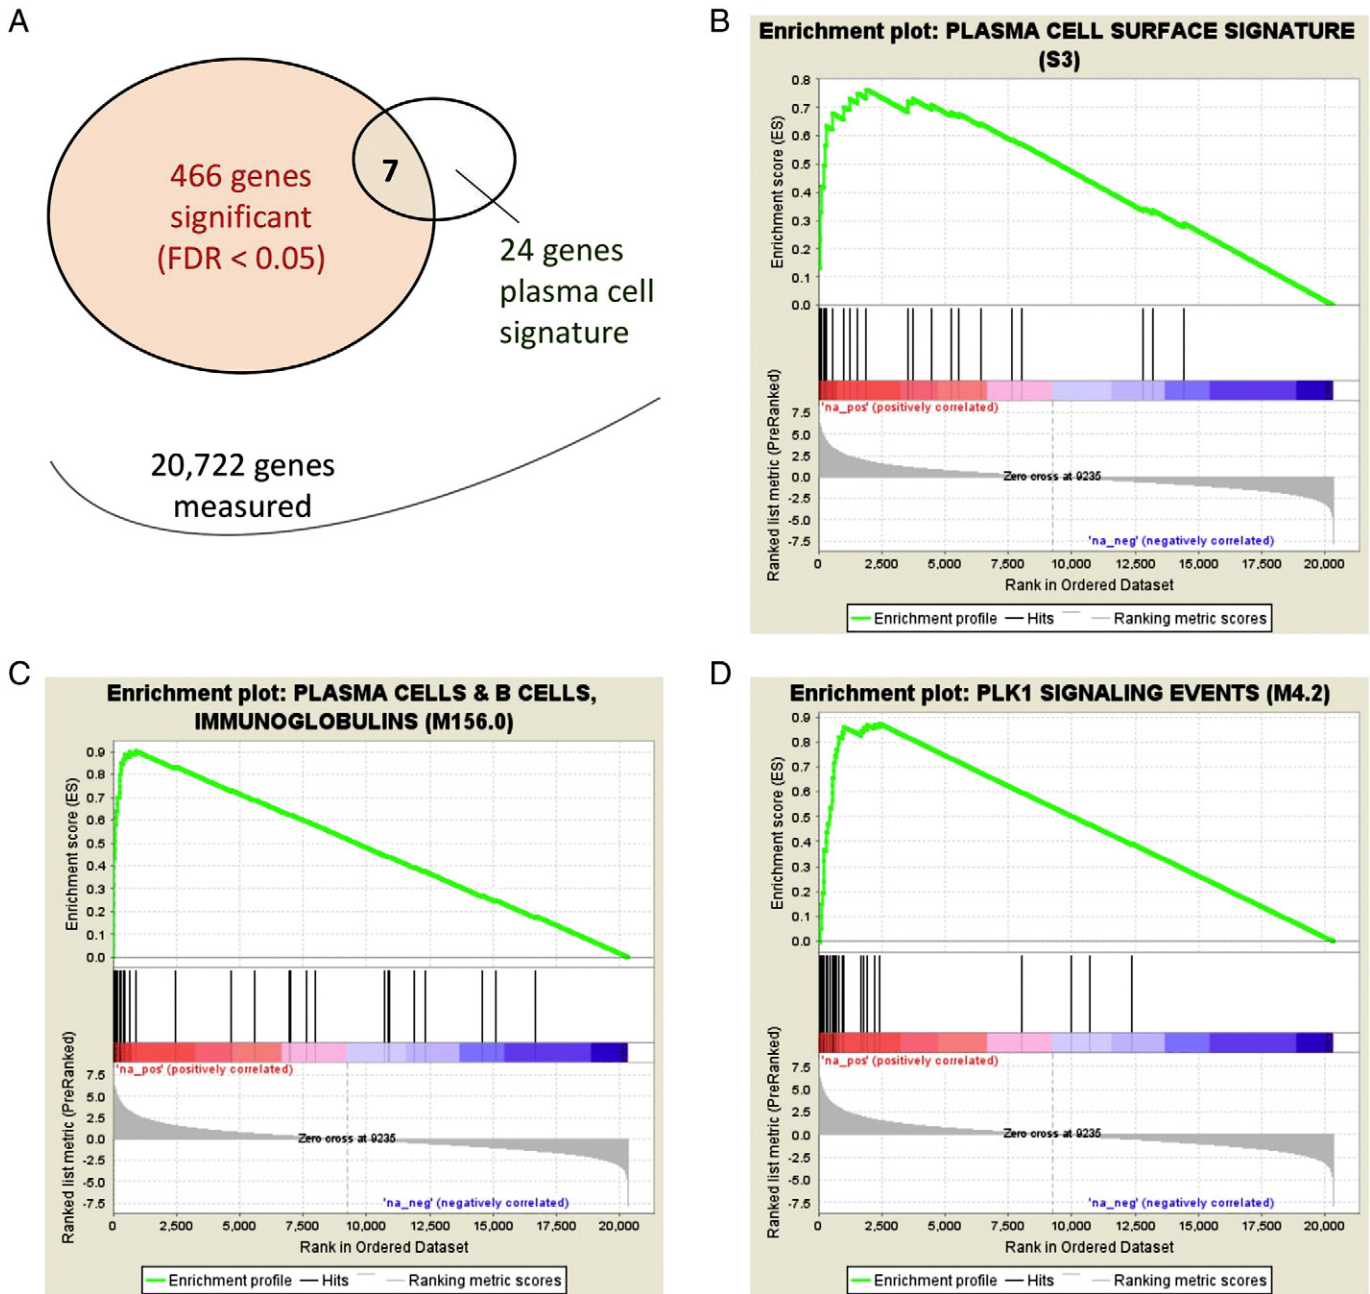 A
466 genes
significant
(FDR < 0.05)
7
24 genes
plasma cell
signature
20,722 genes
measured
B
Enrichment plot: PLASMA CELL SURFACE SIGNATURE
(S3)
Enrichment score (ES)
0.8
0.7
0.6
0.5
0.4
0.3
0.2
0.1
0.0
'na_pos' (positively correlated)
Ranked list metric (PreRanked)
7.5
5.0
2.5
0.0
-2.5
-5.0
-7.5
Zero cross at 9235
'na_neg' (negatively correlated)
0 2,500 5,000 7,500 10,000 12,500 15,000 17,500 20,000
Rank in Ordered Dataset
Enrichment profile Hits Ranking metric scores
C
Enrichment plot: PLASMA CELLS & B CELLS,
IMMUNOGLOBULINS (M156.0)
Enrichment score (ES)
0.9
0.8
0.7
0.6
0.5
0.4
0.3
0.2
0.1
0.0
'na_pos' (positively correlated)
Ranked list metric (PreRanked)
7.5
5.0
2.5
0.0
-2.5
-5.0
-7.5
Zero cross at 9235
'na_neg' (negatively correlated)
0 2,500 5,000 7,500 10,000 12,500 15,000 17,500 20,000
Rank in Ordered Dataset
Enrichment profile Hits Ranking metric scores
D
Enrichment plot: PLK1 SIGNALING EVENTS (M4.2)
Enrichment score (ES)
0.9
0.8
0.7
0.6
0.5
0.4
0.3
0.2
0.1
0.0
'na_pos' (positively correlated)
Ranked list metric (PreRanked)
7.5
5.0
2.5
0.0
-2.5
-5.0
-7.5
Zero cross at 9235
'na_neg' (negatively correlated)
0 2,500 5,000 7,500 10,000 12,500 15,000 17,500 20,000
Rank in Ordered Dataset
Enrichment profile Hits Ranking metric scores